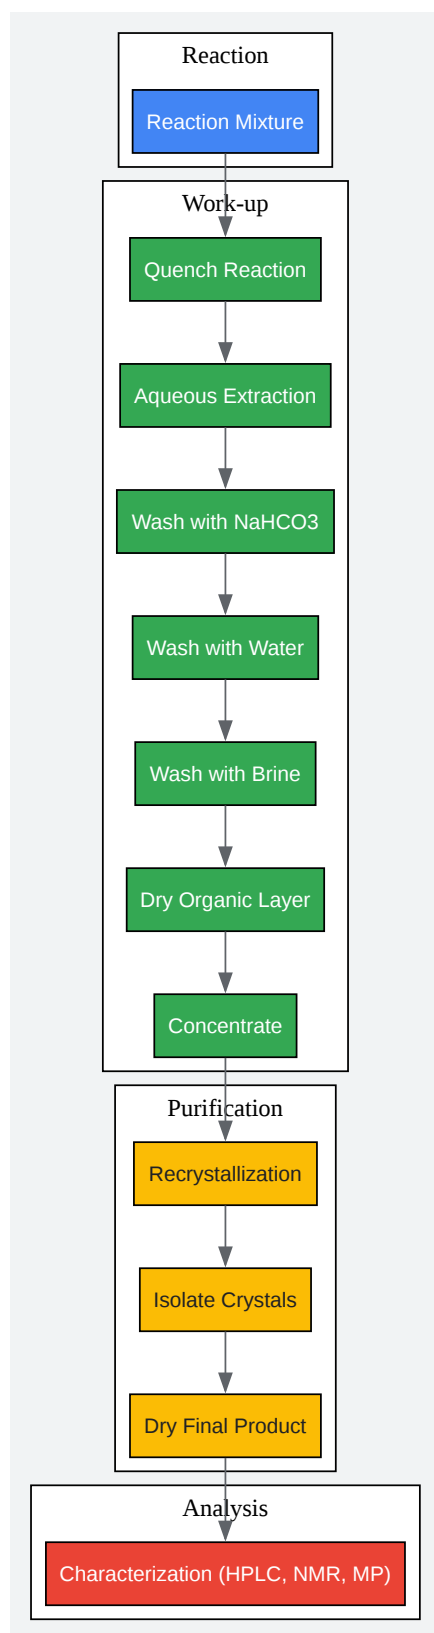 Reaction
Reaction Mixture
Work-up
Quench Reaction
Aqueous Extraction
Wash with NaHCO3
Wash with Water
Wash with Brine
Dry Organic Layer
Concentrate
Purification
Recrystallization
Isolate Crystals
Dry Final Product
Analysis
Characterization (HPLC, NMR, MP)